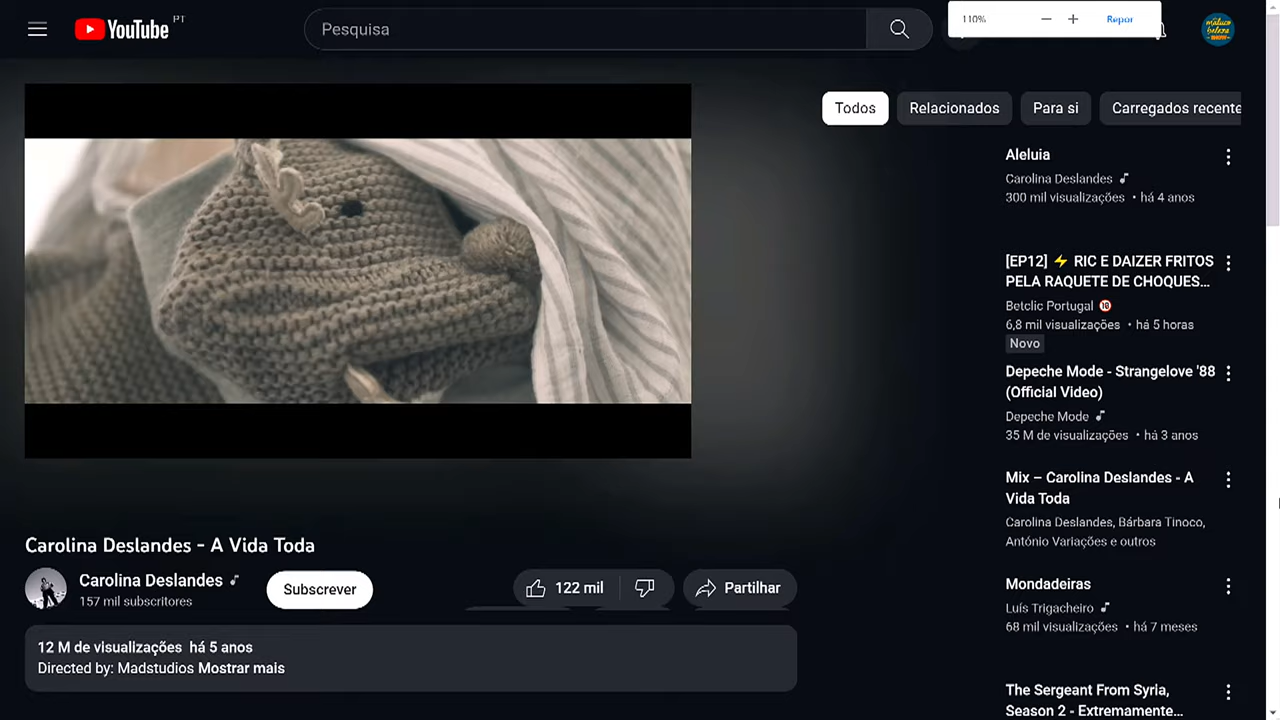 YouTube PT
Pesquisa
110% − + Repor
Todos Relacionados Para si Carregados recente
Aleluia
Carolina Deslandes
300 mil visualizações • há 4 anos
[EP12] ⚡ RIC E DAIZER FRITOS
PELA RAQUETE DE CHOQUES...
Betclic Portugal 🔞
6,8 mil visualizações • há 5 horas
Novo
Depeche Mode - Strangelove '88
(Official Video)
Depeche Mode
35 M de visualizações • há 3 anos
Mix – Carolina Deslandes - A
Vida Toda
Carolina Deslandes, Bárbara Tinoco,
António Variações e outros
Mondadeiras
Luís Trigacheiro
68 mil visualizações • há 7 meses
The Sergeant From Syria,
Season 2 - Extremamente...
Carolina Deslandes - A Vida Toda
Carolina Deslandes
157 mil subscritores
Subscrever
122 mil
Partilhar
12 M de visualizações há 5 anos
Directed by: Madstudios Mostrar mais
maluco
beleza